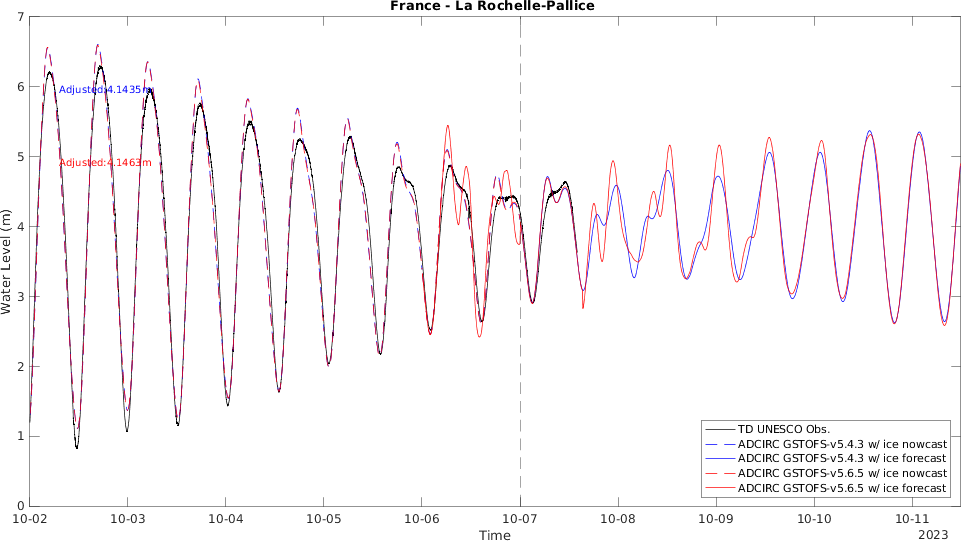 France - La Rochelle-Pallice
7
6
5
4
3
2
1
0
Water Level (m)
Adjusted:4.1435m
Adjusted:4.1463m
TD UNESCO Obs.
ADCIRC GSTOFS-v5.4.3 w/ ice nowcast
ADCIRC GSTOFS-v5.4.3 w/ ice forecast
ADCIRC GSTOFS-v5.6.5 w/ ice nowcast
ADCIRC GSTOFS-v5.6.5 w/ ice forecast
10-02 10-03 10-04 10-05 10-06 10-07 10-08 10-09 10-10 10-11
Time
2023